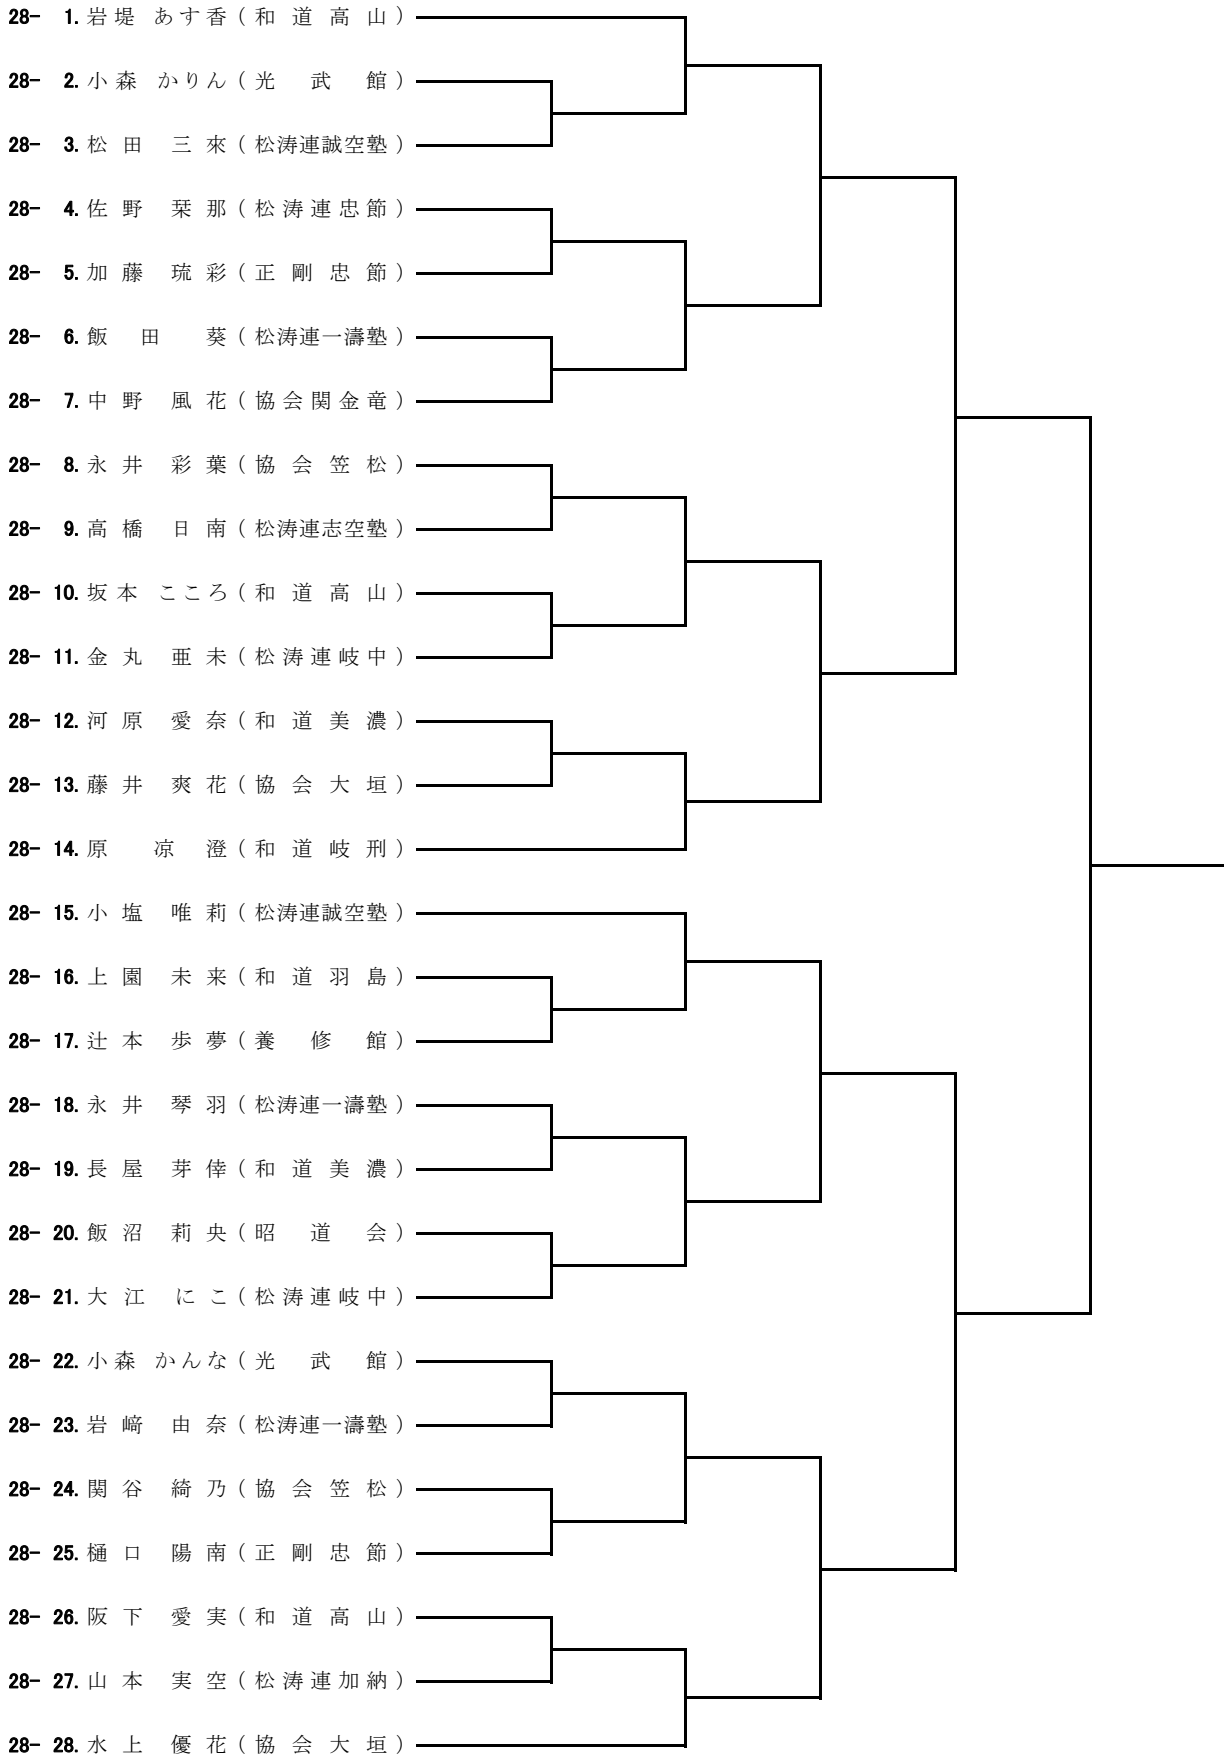 28- 1. 岩堤 あす香 ( 和道高山 )
28- 2. 小森 かりん ( 光武館 )
28- 3. 松田 三來 ( 松涛連誠空塾 )
28- 4. 佐野 栞那 ( 松涛連忠節 )
28- 5. 加藤 琉彩 ( 正剛忠節 )
28- 6. 飯田 葵 ( 松涛連一濤塾 )
28- 7. 中野 風花 ( 協会関金竜 )
28- 8. 永井 彩葉 ( 協会笠松 )
28- 9. 高橋 日南 ( 松涛連志空塾 )
28- 10. 坂本 こころ ( 和道高山 )
28- 11. 金丸 亜未 ( 松涛連岐中 )
28- 12. 河原 愛奈 ( 和道美濃 )
28- 13. 藤井 爽花 ( 協会大垣 )
28- 14. 原 凉澄 ( 和道岐刑 )
28- 15. 小塩 唯莉 ( 松涛連誠空塾 )
28- 16. 上園 未来 ( 和道羽島 )
28- 17. 辻本 歩夢 ( 養修館 )
28- 18. 永井 琴羽 ( 松涛連一濤塾 )
28- 19. 長屋 芽倖 ( 和道美濃 )
28- 20. 飯沼 莉央 ( 昭道会 )
28- 21. 大江 にこ ( 松涛連岐中 )
28- 22. 小森 かんな ( 光武館 )
28- 23. 岩﨑 由奈 ( 松涛連一濤塾 )
28- 24. 関谷 綺乃 ( 協会笠松 )
28- 25. 樋口 陽南 ( 正剛忠節 )
28- 26. 阪下 愛実 ( 和道高山 )
28- 27. 山本 実空 ( 松涛連加納 )
28- 28. 水上 優花 ( 協会大垣 )